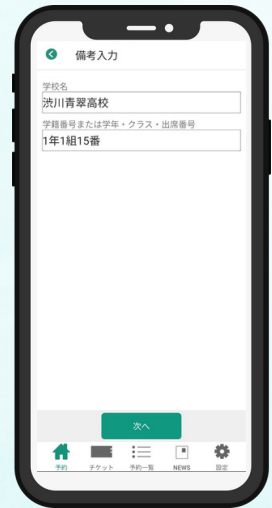 備考入力
学校名
渋川青翠高校
学籍番号または学年・クラス・出席番号
1年1組15番
次へ
予約 チケット 予約一覧 NEWS 設定